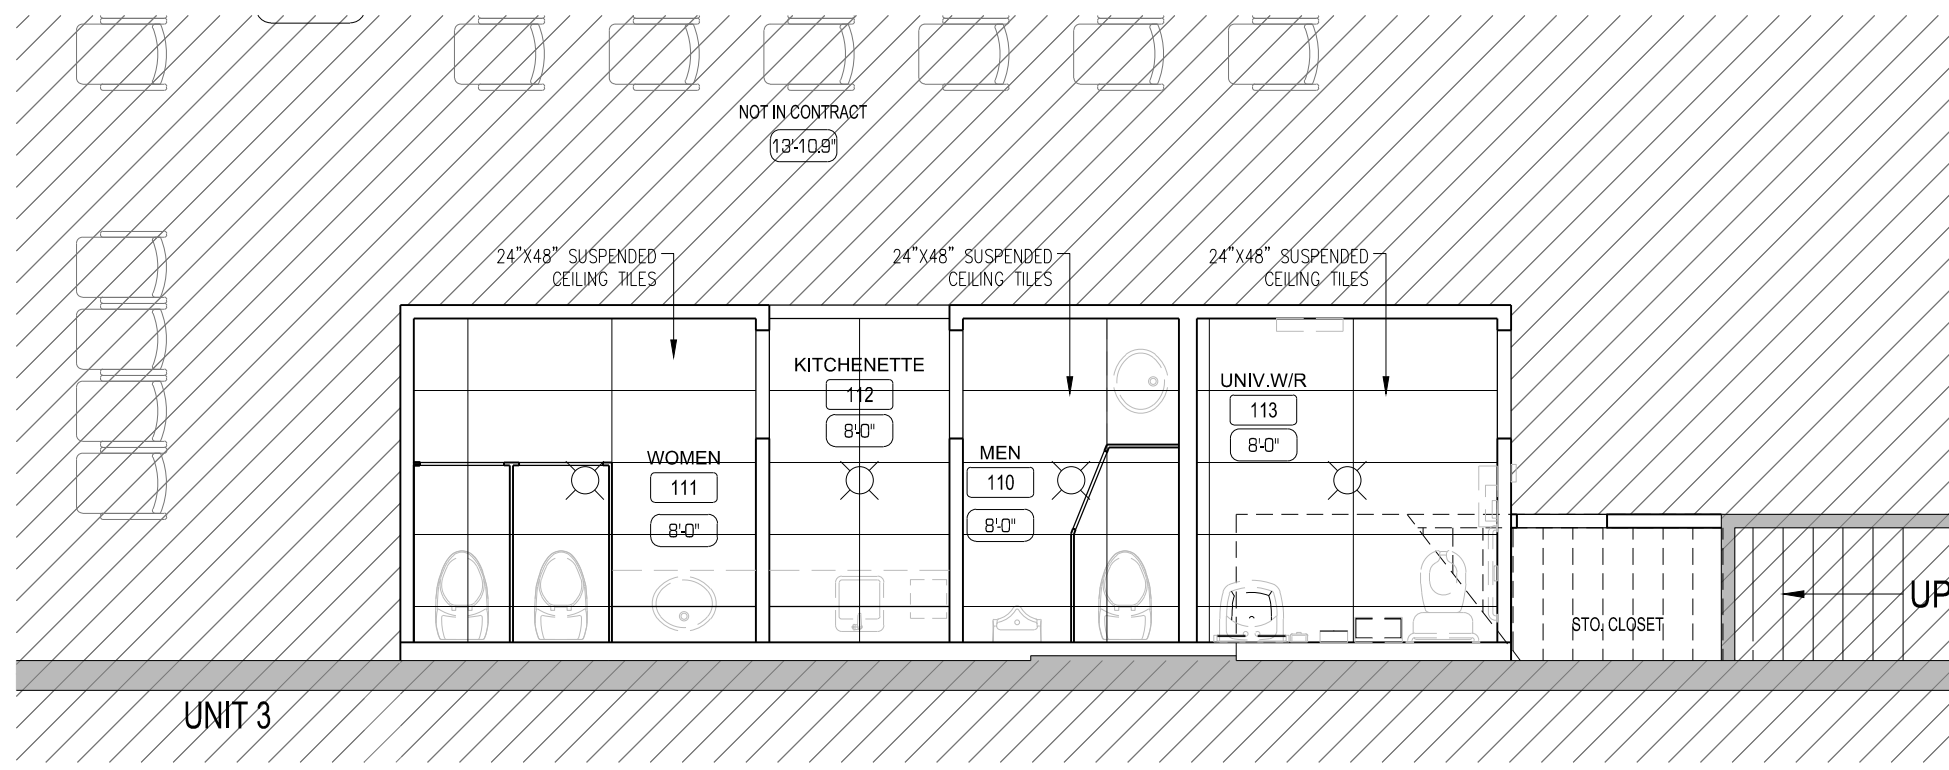 NOT IN CONTRACT
13'-10.9"
24"X48" SUSPENDED
CEILING TILES
24"X48" SUSPENDED
CEILING TILES
24"X48" SUSPENDED
CEILING TILES
KITCHENETTE
112
8'-0"
UNIV.W/R
113
8'-0"
WOMEN
111
8'-0"
MEN
110
8'-0"
UP
STO. CLOSET
UNIT 3